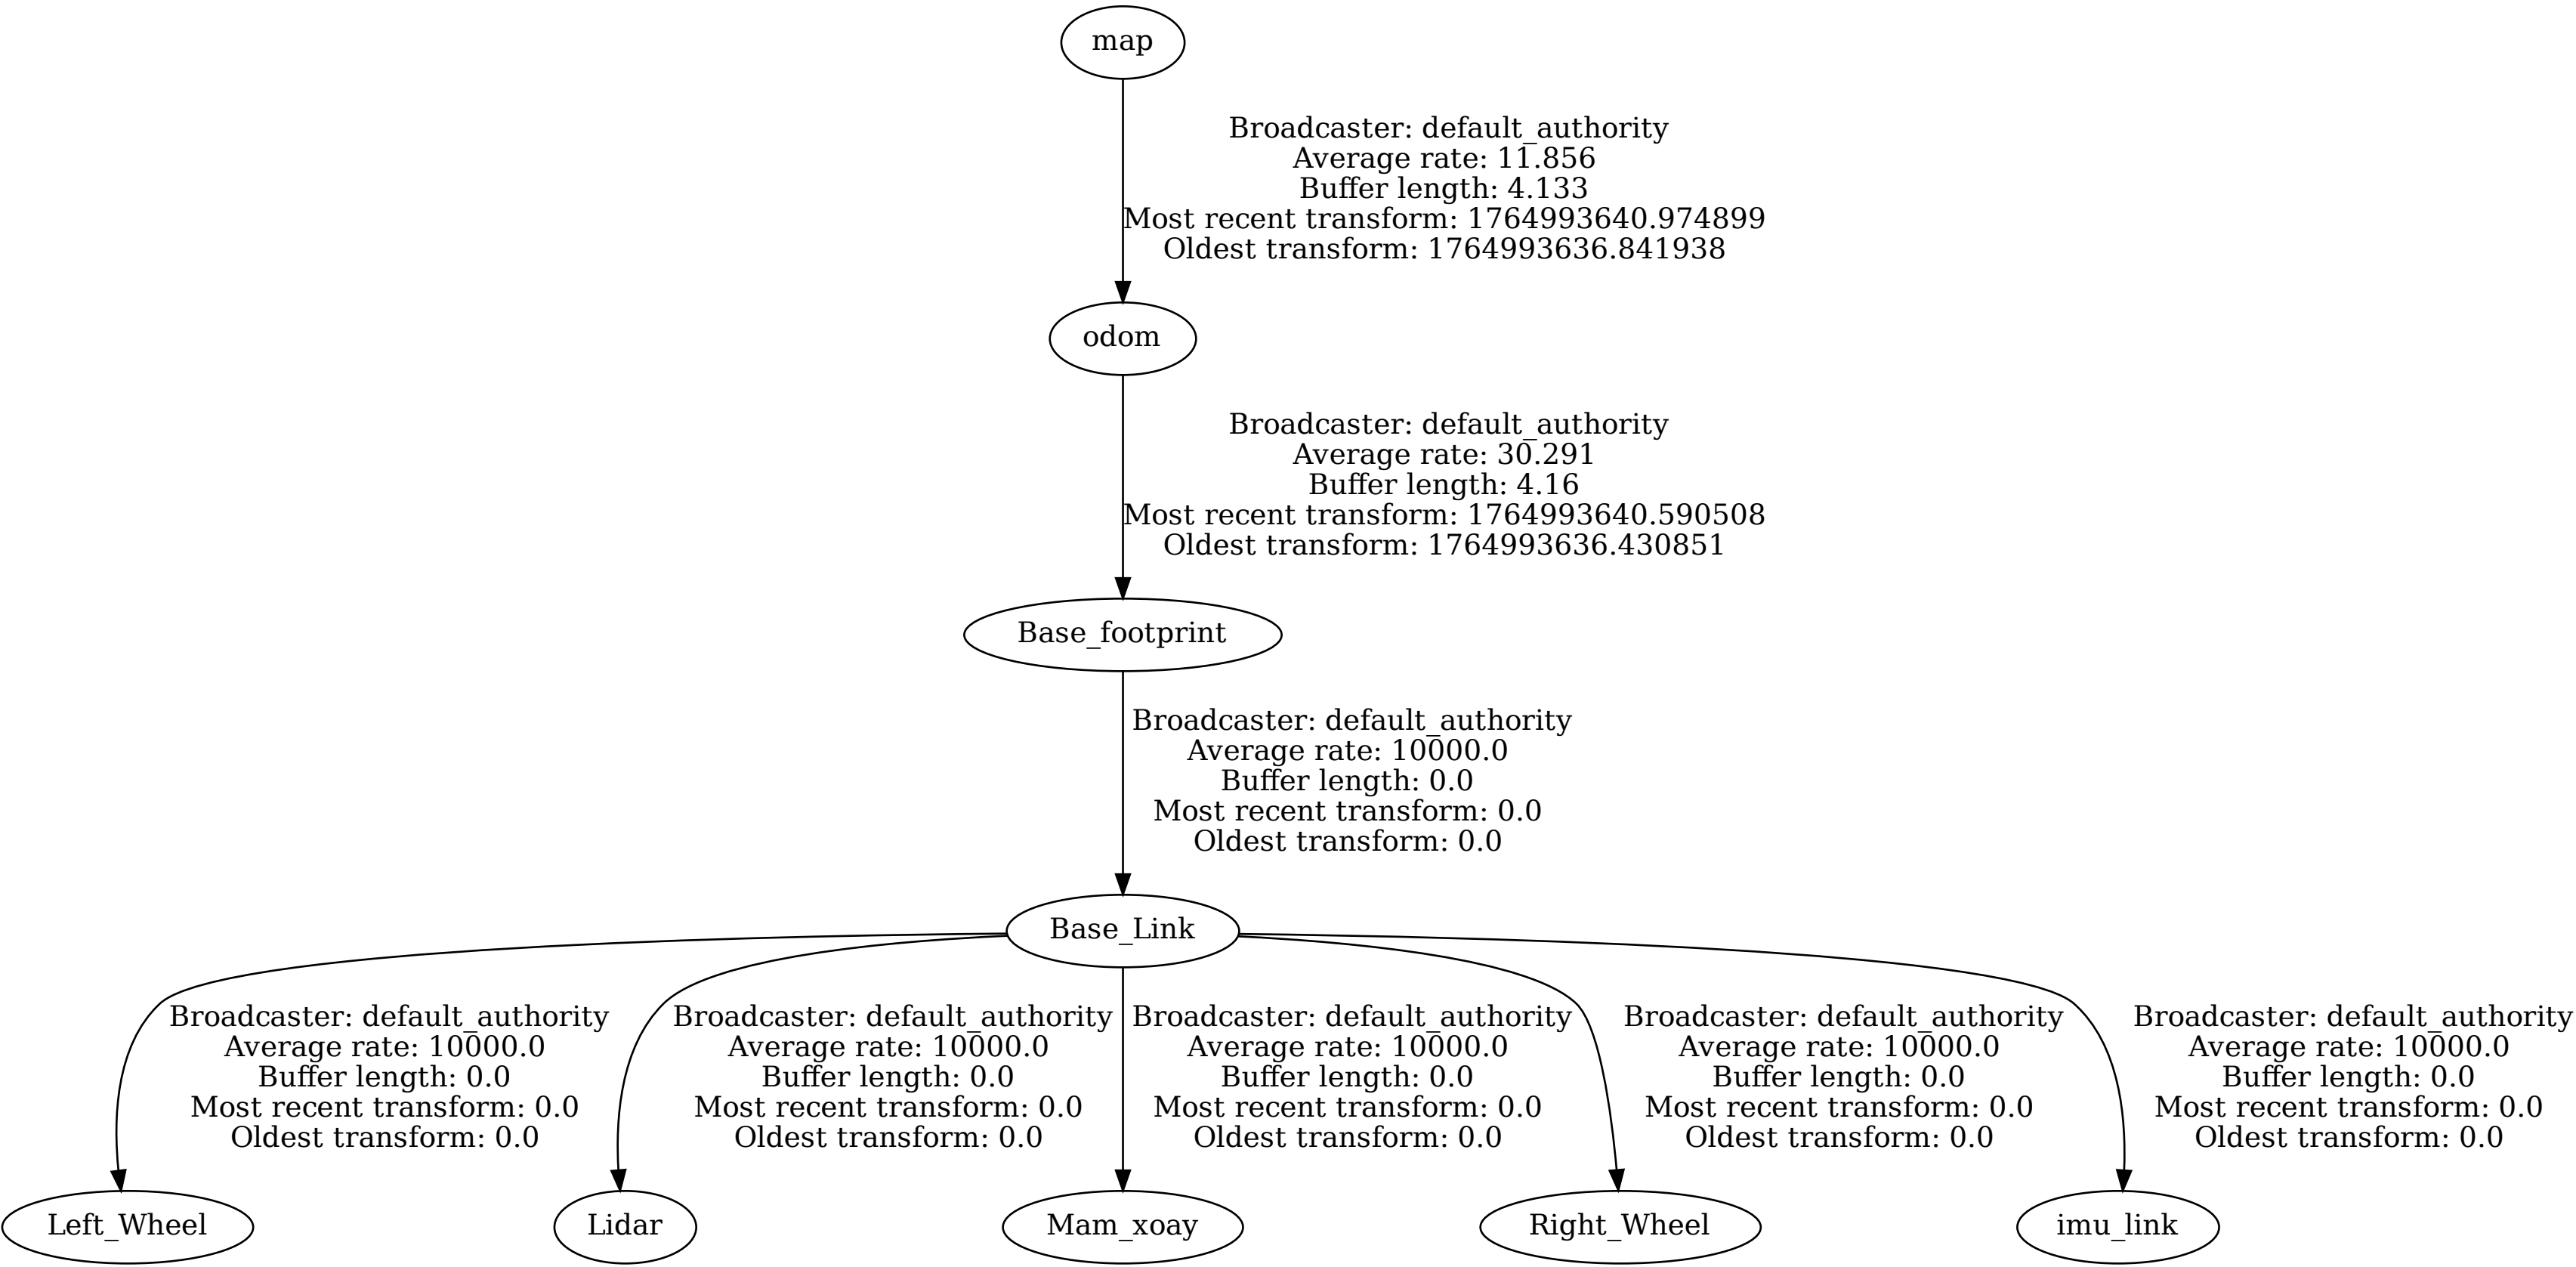 map
Broadcaster: default_authority
Average rate: 11.856
Buffer length: 4.133
Most recent transform: 1764993640.974899
Oldest transform: 1764993636.841938
odom
Broadcaster: default_authority
Average rate: 30.291
Buffer length: 4.16
Most recent transform: 1764993640.590508
Oldest transform: 1764993636.430851
Base_footprint
Broadcaster: default_authority
Average rate: 10000.0
Buffer length: 0.0
Most recent transform: 0.0
Oldest transform: 0.0
Base_Link
Broadcaster: default_authority
Average rate: 10000.0
Buffer length: 0.0
Most recent transform: 0.0
Oldest transform: 0.0
Broadcaster: default_authority
Average rate: 10000.0
Buffer length: 0.0
Most recent transform: 0.0
Oldest transform: 0.0
Broadcaster: default_authority
Average rate: 10000.0
Buffer length: 0.0
Most recent transform: 0.0
Oldest transform: 0.0
Broadcaster: default_authority
Average rate: 10000.0
Buffer length: 0.0
Most recent transform: 0.0
Oldest transform: 0.0
Broadcaster: default_authority
Average rate: 10000.0
Buffer length: 0.0
Most recent transform: 0.0
Oldest transform: 0.0
Left_Wheel
Lidar
Mam_xoay
Right_Wheel
imu_link